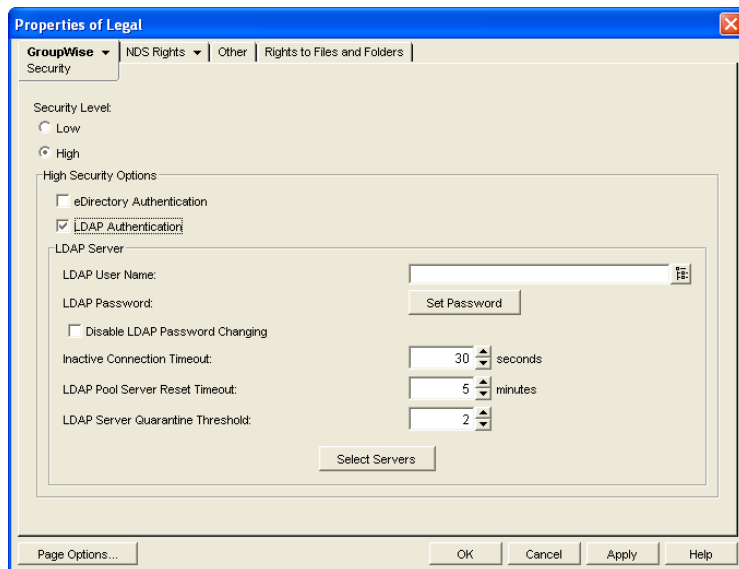 Properties of Legal
GroupWise NDS Rights Other Rights to Files and Folders
Security
Security Level:
Low
High
High Security Options
eDirectory Authentication
LDAP Authentication
LDAP Server
LDAP User Name:
LDAP Password: Set Password
Disable LDAP Password Changing
Inactive Connection Timeout: 30 seconds
LDAP Pool Server Reset Timeout: 5 minutes
LDAP Server Quarantine Threshold: 2
Select Servers
Page Options... OK Cancel Apply Help